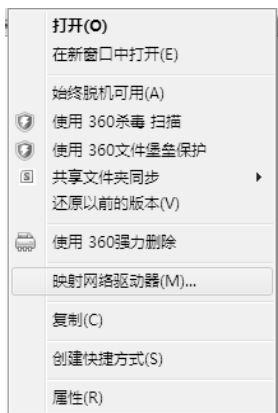 打开(O)
在新窗口中打开(E)
始终脱机可用(A)
使用 360杀毒 扫描
使用 360文件堡垒保护
S 共享文件夹同步
还原以前的版本(V)
使用 360强力删除
映射网络驱动器(M)...
复制(C)
创建快捷方式(S)
属性(R)